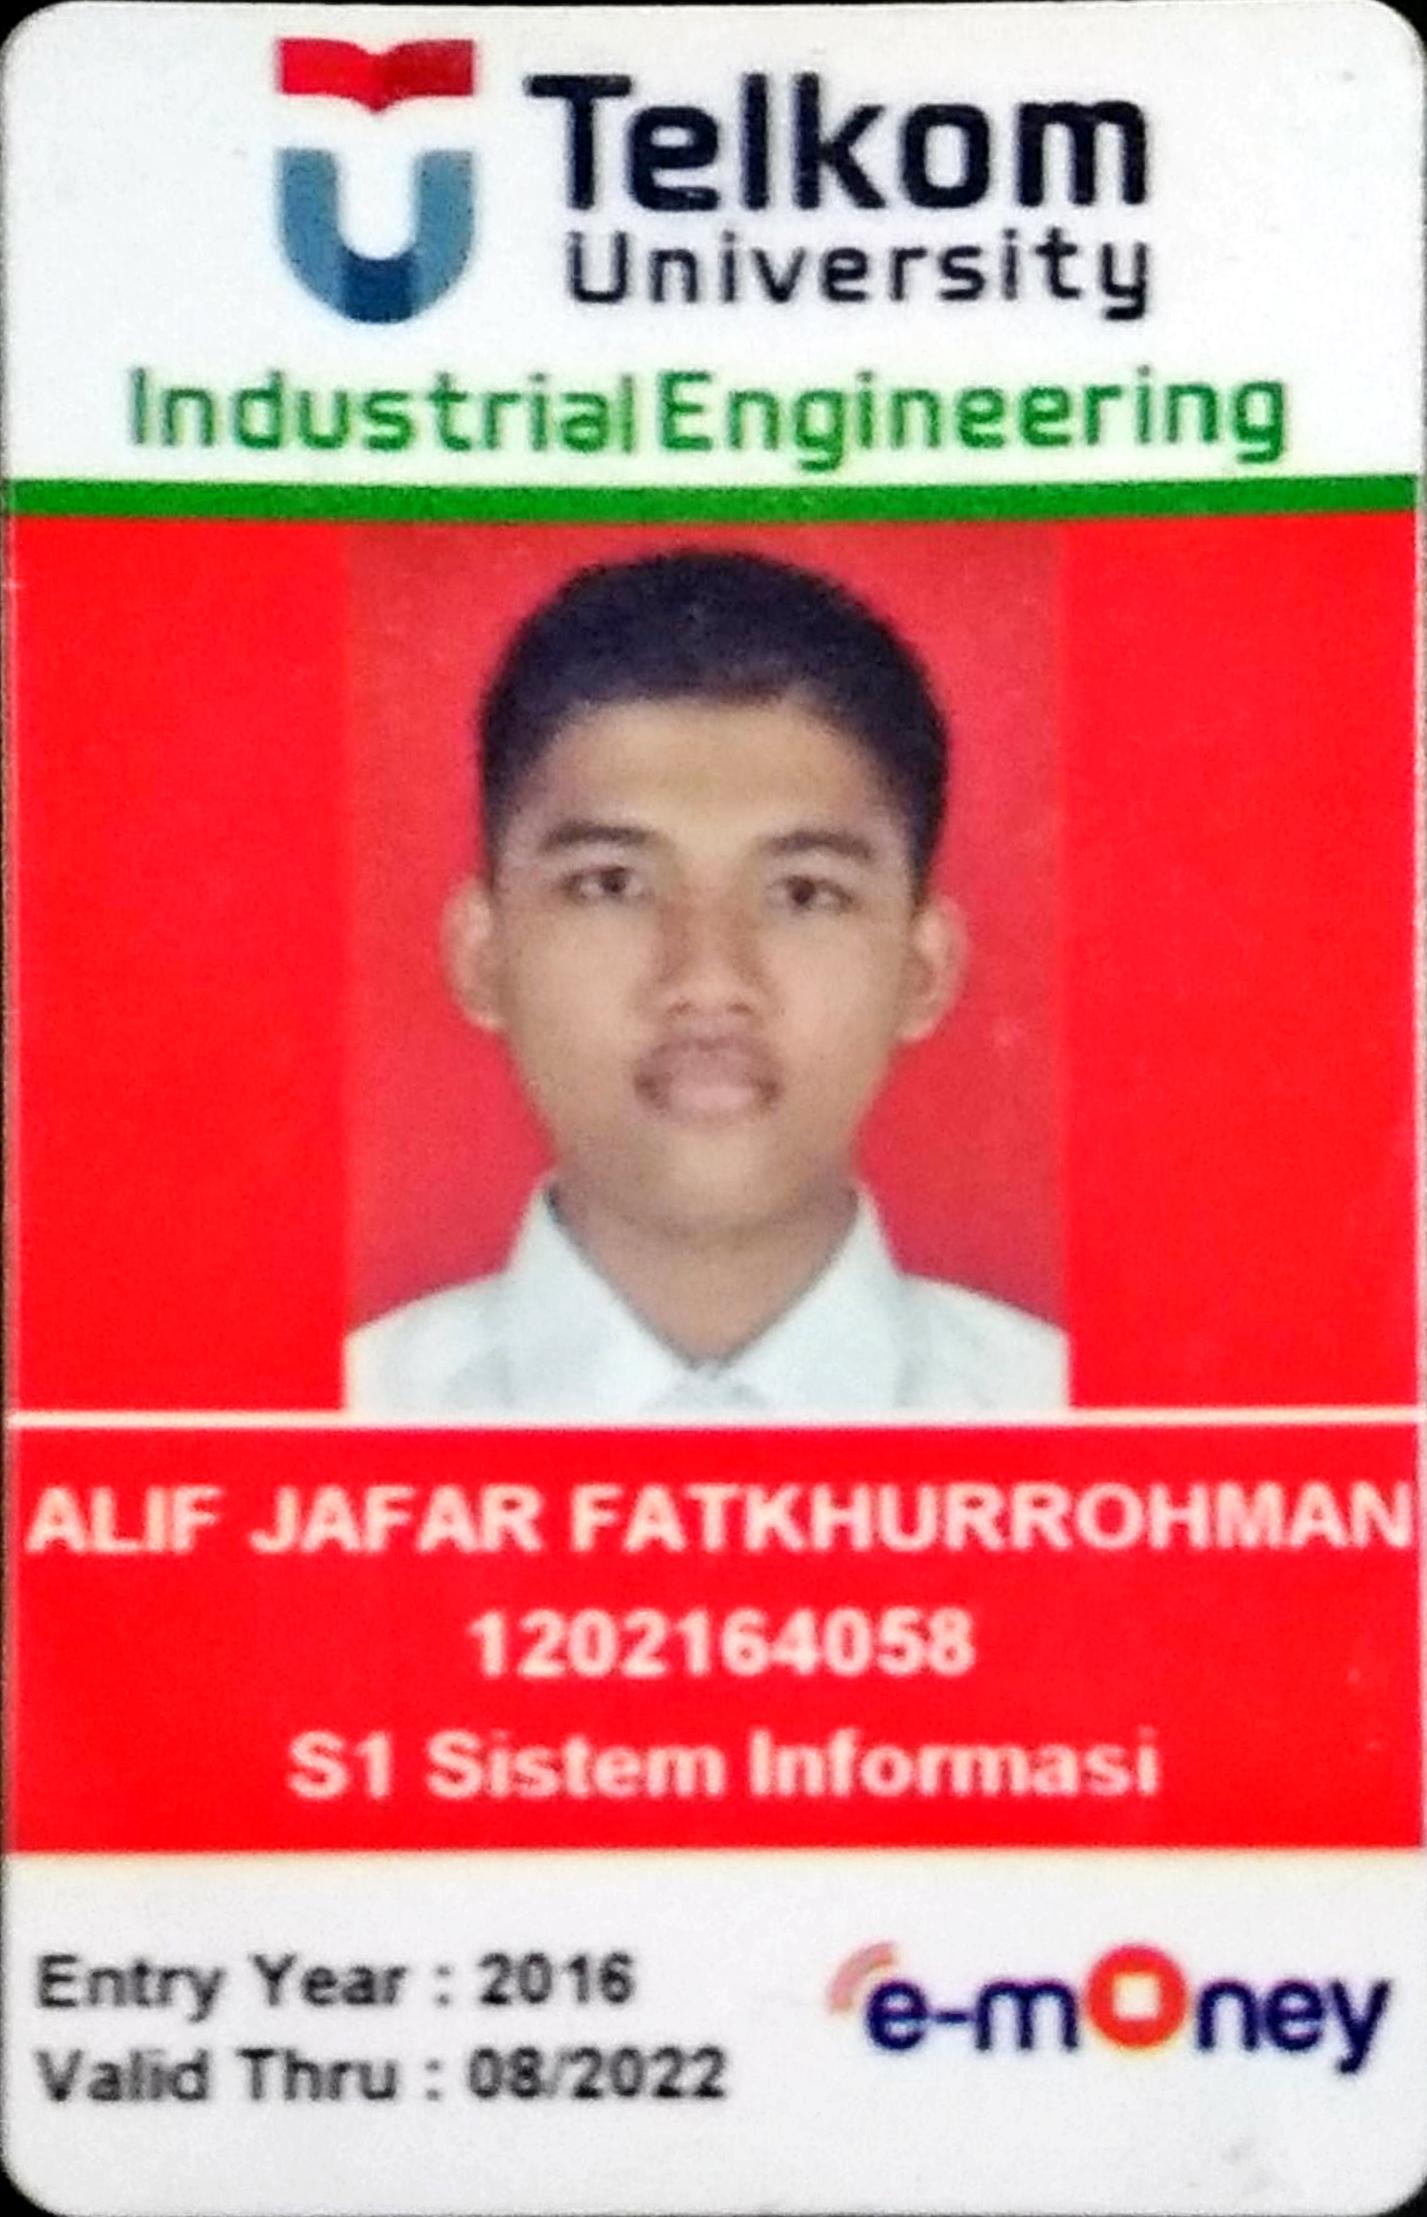 Telkom
University
Industrial Engineering
ALIF JAFAR FATKHURROHMAN
1202164058
S1 Sistem Informasi
Entry Year : 2016
Valid Thru : 08/2022
e-money